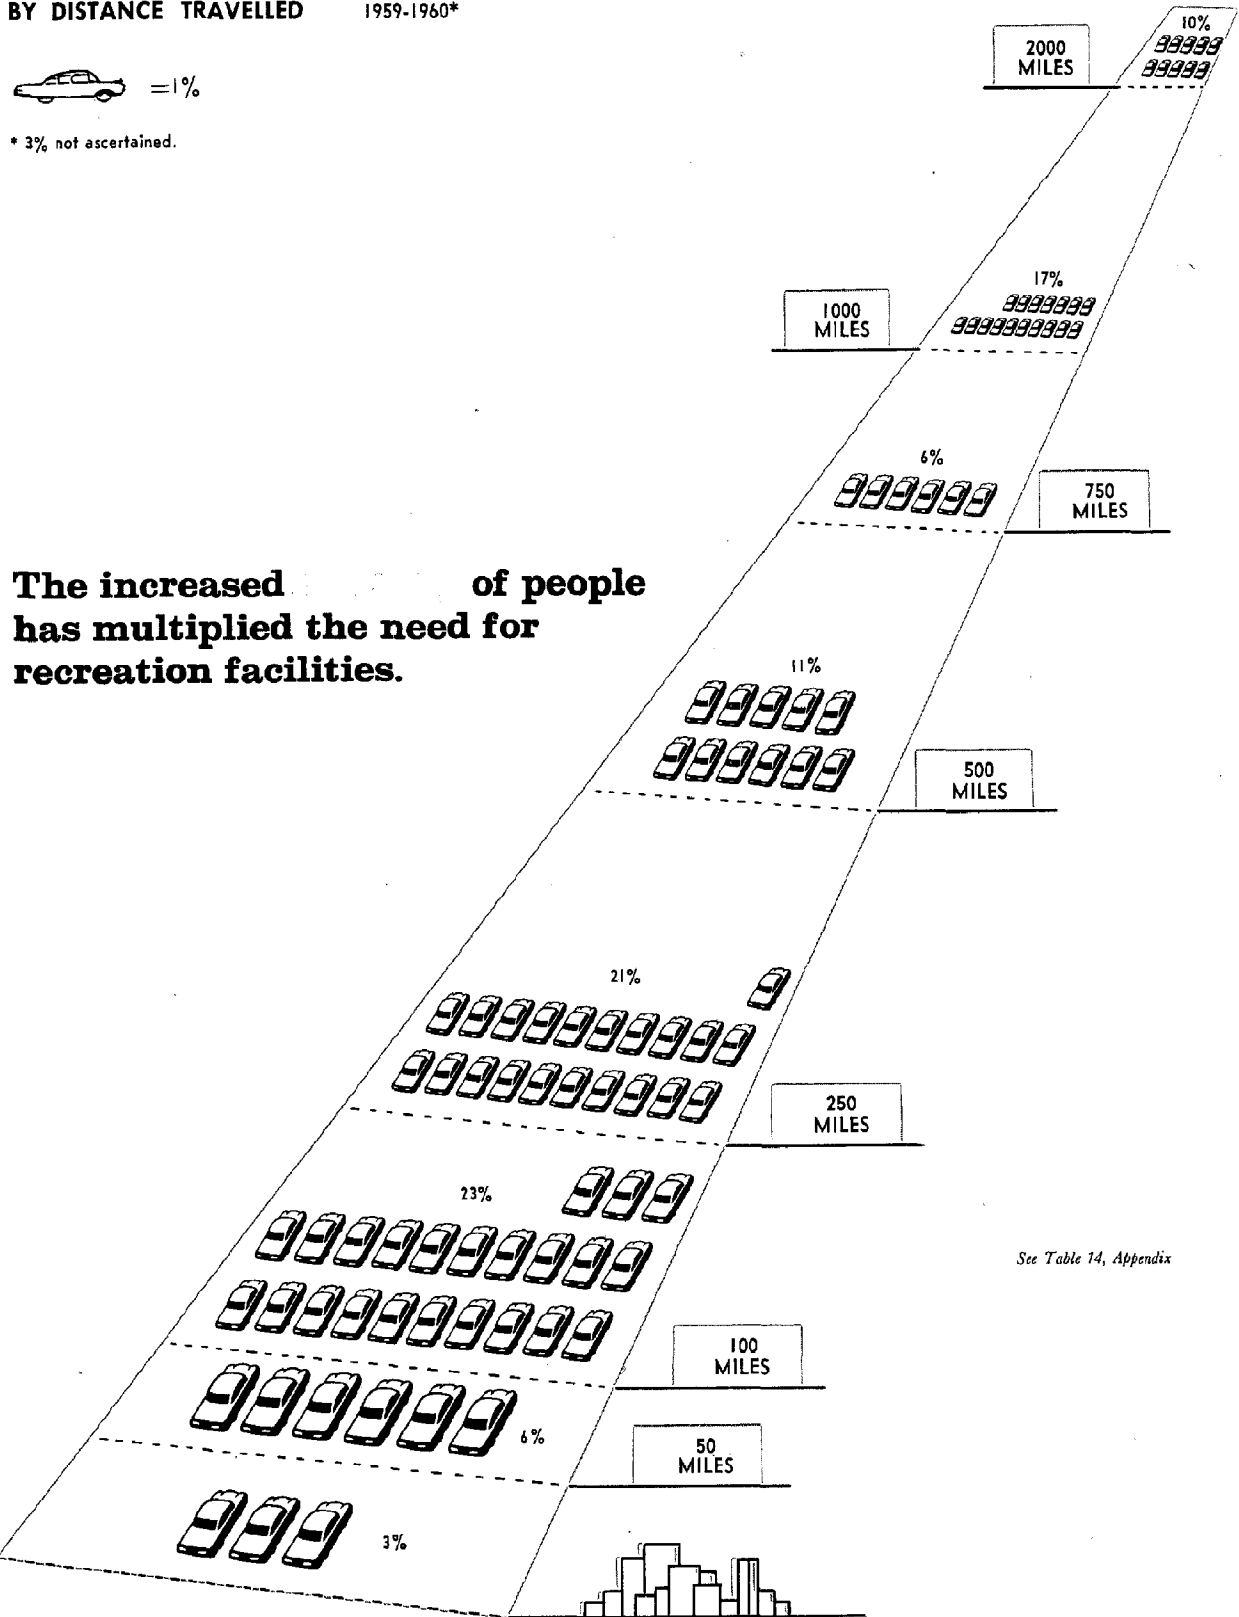 BY DISTANCE TRAVELLED 1959-1960*
=1%
* 3% not ascertained.
10%
2000
MILES
17%
1000
MILES
6%
750
MILES
The increased of people
has multiplied the need for
recreation facilities.
11%
500
MILES
21%
250
MILES
23%
See Table 14, Appendix
100
MILES
6%
50
MILES
3%